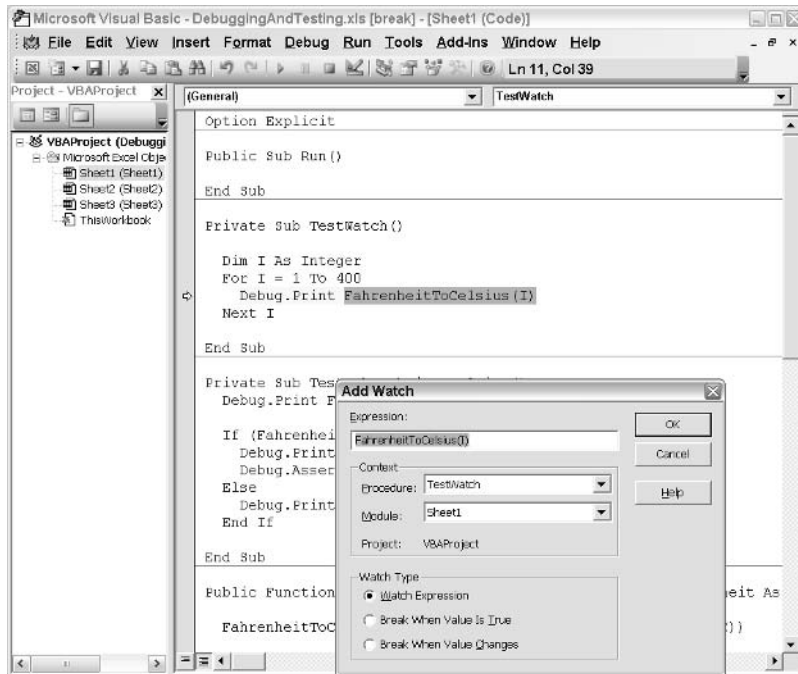 Microsoft Visual Basic - DebuggingAndTesting.xls [break] - [Sheet1 (Code)]
File Edit View Insert Format Debug Run Tools Add-Ins Window Help
Ln 11, Col 39
Project - VBAProject
(General)
TestWatch
VBAProject (Debuggi
Microsoft Excel Obje
Sheet1 (Sheet1)
Sheet2 (Sheet2)
Sheet3 (Sheet3)
ThisWorkbook
Option Explicit
Public Sub Run()
End Sub
Private Sub TestWatch()
Dim I As Integer
For I = 1 To 400
Debug.Print FahrenheitToCelsius(I)
Next I
End Sub
Private Sub Tes
Debug.Print F
If (Fahrenhei
Debug.Print
Debug.Asser
Else
Debug.Print
End If
End Sub
Public Function
eit As
FahrenheitToC
))
Add Watch
Expression:
FahrenheitToCelsius(I)
OK
Cancel
Help
Context
Procedure: TestWatch
Module: Sheet1
Project: VBAProject
Watch Type
Watch Expression
Break When Value Is True
Break When Value Changes